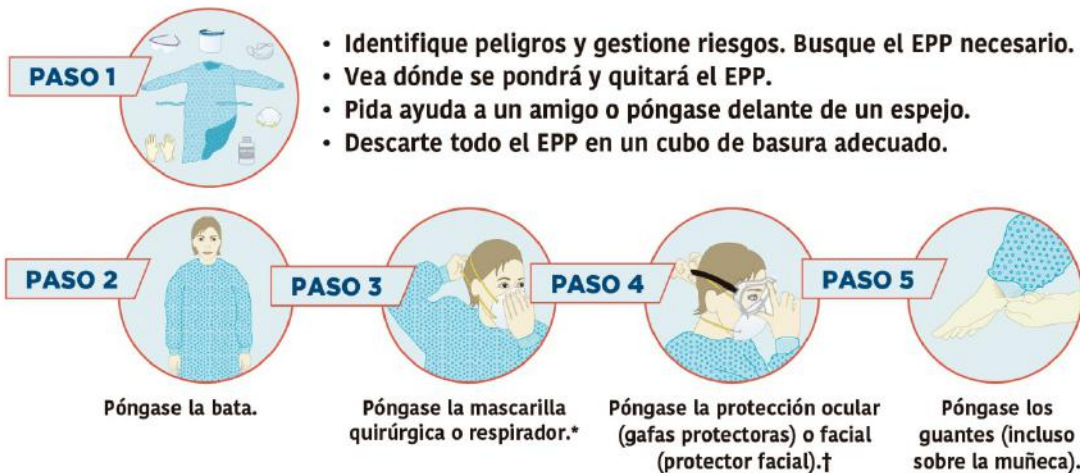 PASO 1
• Identifique peligros y gestione riesgos. Busque el EPP necesario.
• Vea dónde se pondrá y quitará el EPP.
• Pida ayuda a un amigo o póngase delante de un espejo.
• Descarte todo el EPP en un cubo de basura adecuado.
PASO 2
Póngase la bata.
PASO 3
Póngase la mascarilla
quirúrgica o respirador.*
PASO 4
Póngase la protección ocular
(gafas protectoras) o facial
(protector facial).†
PASO 5
Póngase los
guantes (incluso
sobre la muñeca).